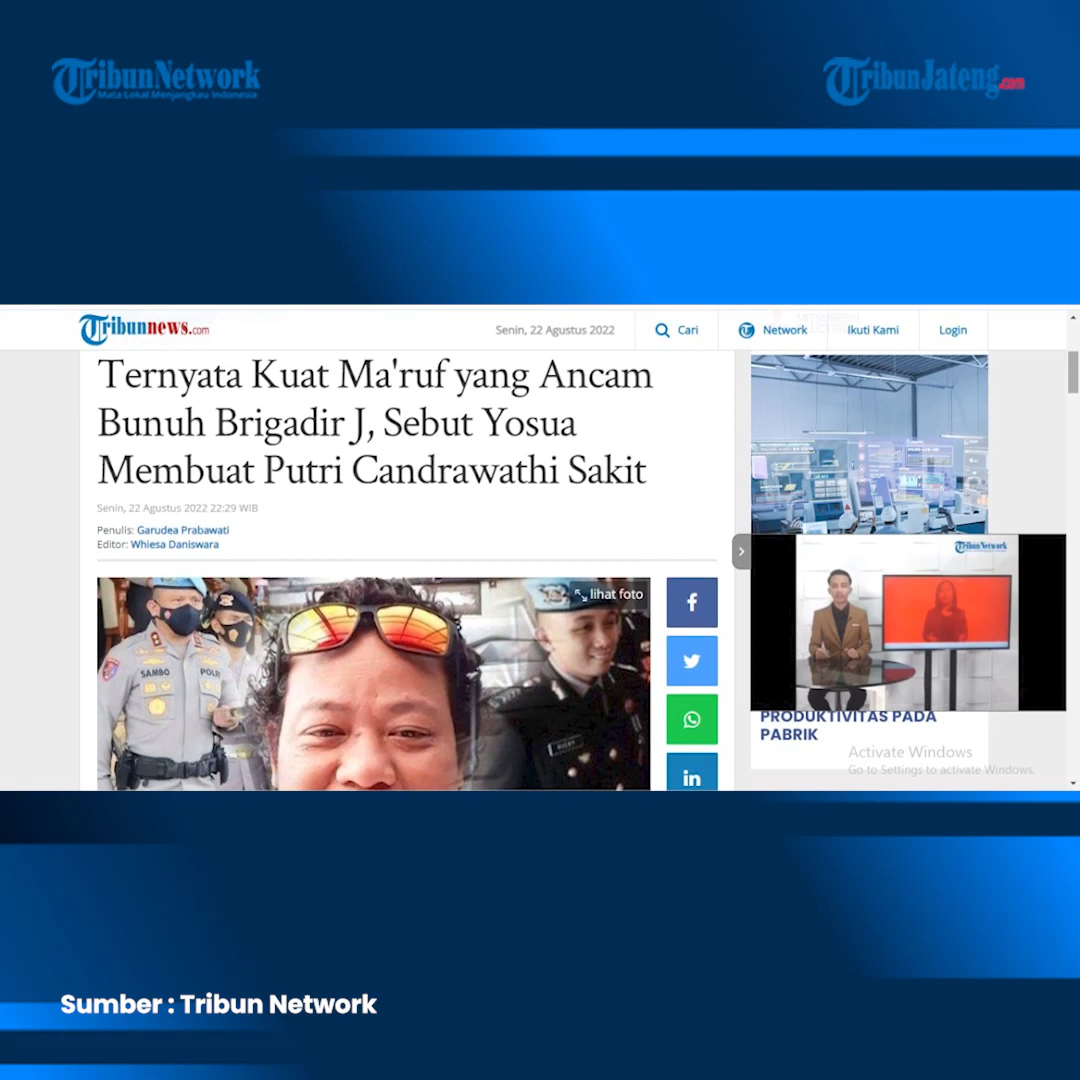 TribunNetwork
Mata Lokal Menjangkau Indonesia
TribunJateng.com
Tribunnews.com
Senin, 22 Agustus 2022
Cari
Network
Ikuti Kami
Login
Ternyata Kuat Ma'ruf yang Ancam
Bunuh Brigadir J, Sebut Yosua
Membuat Putri Candrawathi Sakit
Senin, 22 Agustus 2022 22:29 WIB
Penulis: Garudea Prabawati
Editor: Whiesa Daniswara
lihat foto
SAMBO
POLRI
f
in
TribunNetwork
PRODUKTIVITAS PADA
PABRIK
Activate Windows
Go to Settings to activate Windows.
Sumber : Tribun Network